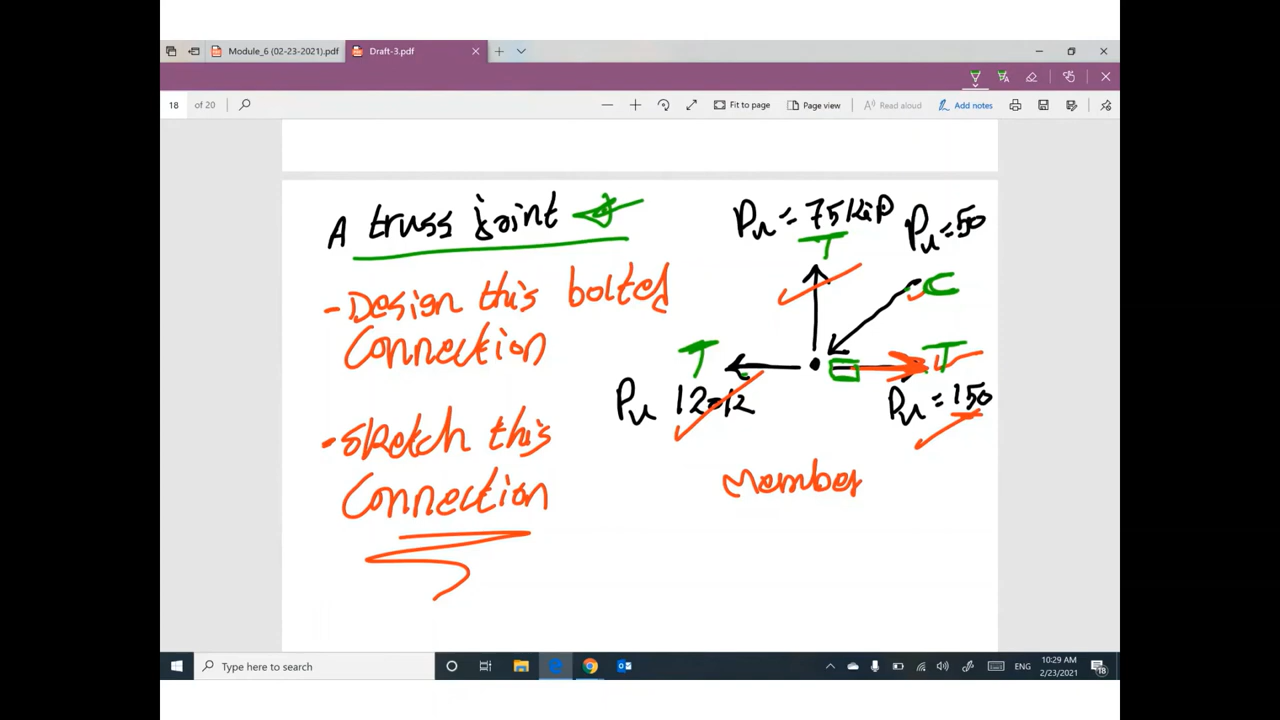 Module_6 (02-23-2021).pdf
Draft-3.pdf
18 of 20
Fit to page
Page view
Read aloud
Add notes
A truss joint
- Design this bolted
Connection
- Sketch this
Connection
Pu = 75 kip
T
Pu = 50
C
T
T
Pu 12=12
Pu = 150
member
Type here to search
ENG
10:29 AM
2/23/2021
18